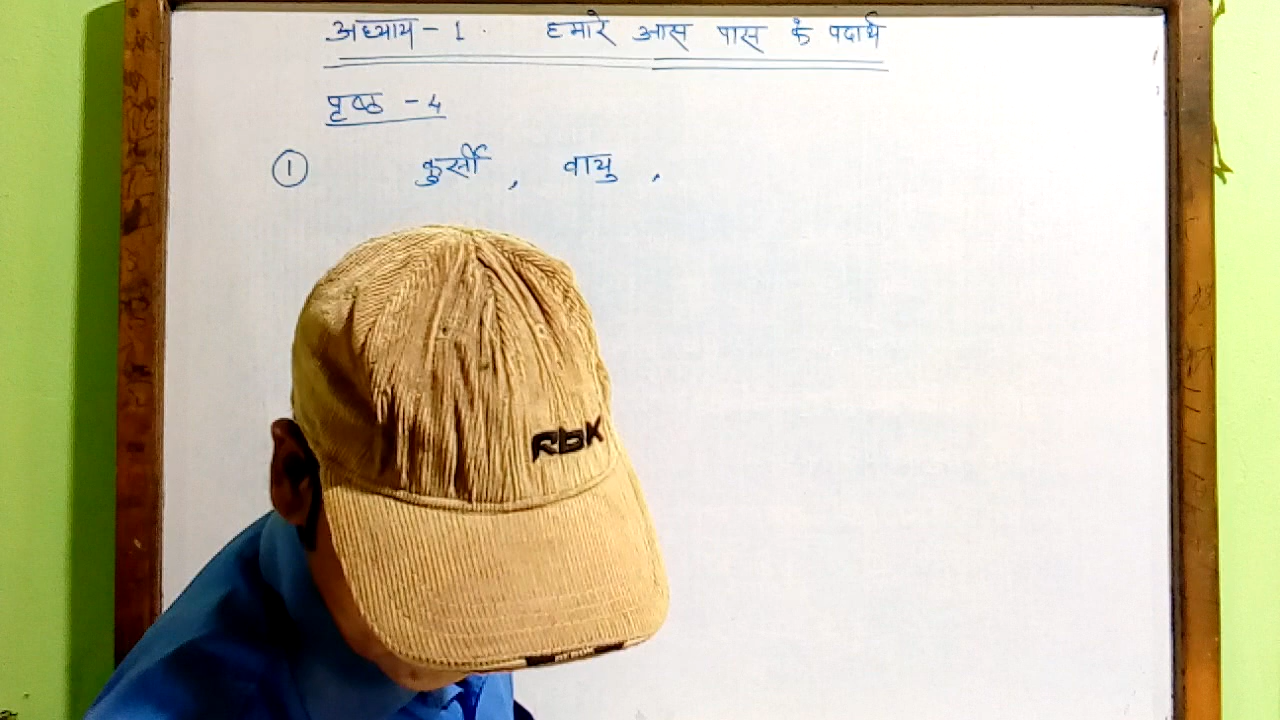 अध्याय - 1. हमारे आस पास के पदार्थ
पृष्ठ - 4
① कुर्सी , वायु ,
RbK